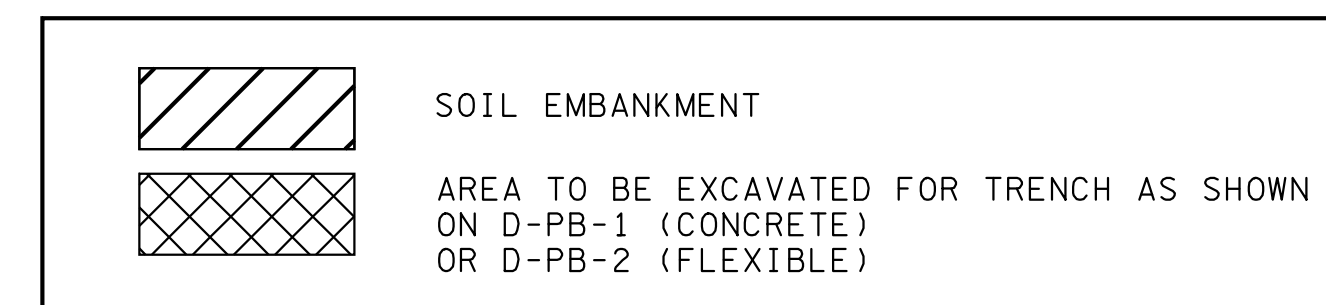 SOIL EMBANKMENT
AREA TO BE EXCAVATED FOR TRENCH AS SHOWN
ON D-PB-1 (CONCRETE)
OR D-PB-2 (FLEXIBLE)